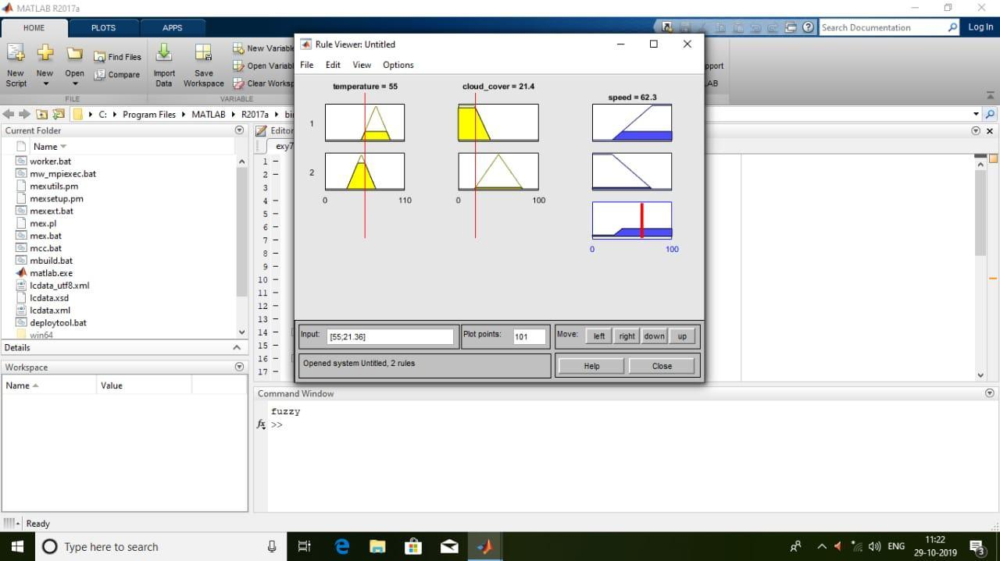 MATLAB R2017a
HOME PLOTS APPS
Search Documentation
Log In
New Script
New
Open
Find Files
Compare
Import Data
Save Workspace
New Variabl
Open Variabl
Clear Worksp
pport
LAB
FILE
VARIABLE
C: Program Files MATLAB R2017a bi
Current Folder
Name
worker.bat
mw_mpiexec.bat
mexutils.pm
mexsetup.pm
mexext.bat
mex.pl
mex.bat
mcc.bat
mbuild.bat
matlab.exe
lcdata_utf8.xml
lcdata.xsd
lcdata.xml
deploytool.bat
win64
Details
Workspace
Name Value
Editor
exy7
1
2
3
4
5
6
7
8
9
10
11
12
13
14
15
16
17
Rule Viewer: Untitled
File Edit View Options
temperature = 55
cloud_cover = 21.4
speed = 62.3
1
2
0 110
0 100
0 100
Input: [55;21.36]
Plot points: 101
Move: left right down up
Opened system Untitled, 2 rules
Help Close
Command Window
fuzzy
fx >>
Ready
Type here to search
ENG
11:22
29-10-2019
3